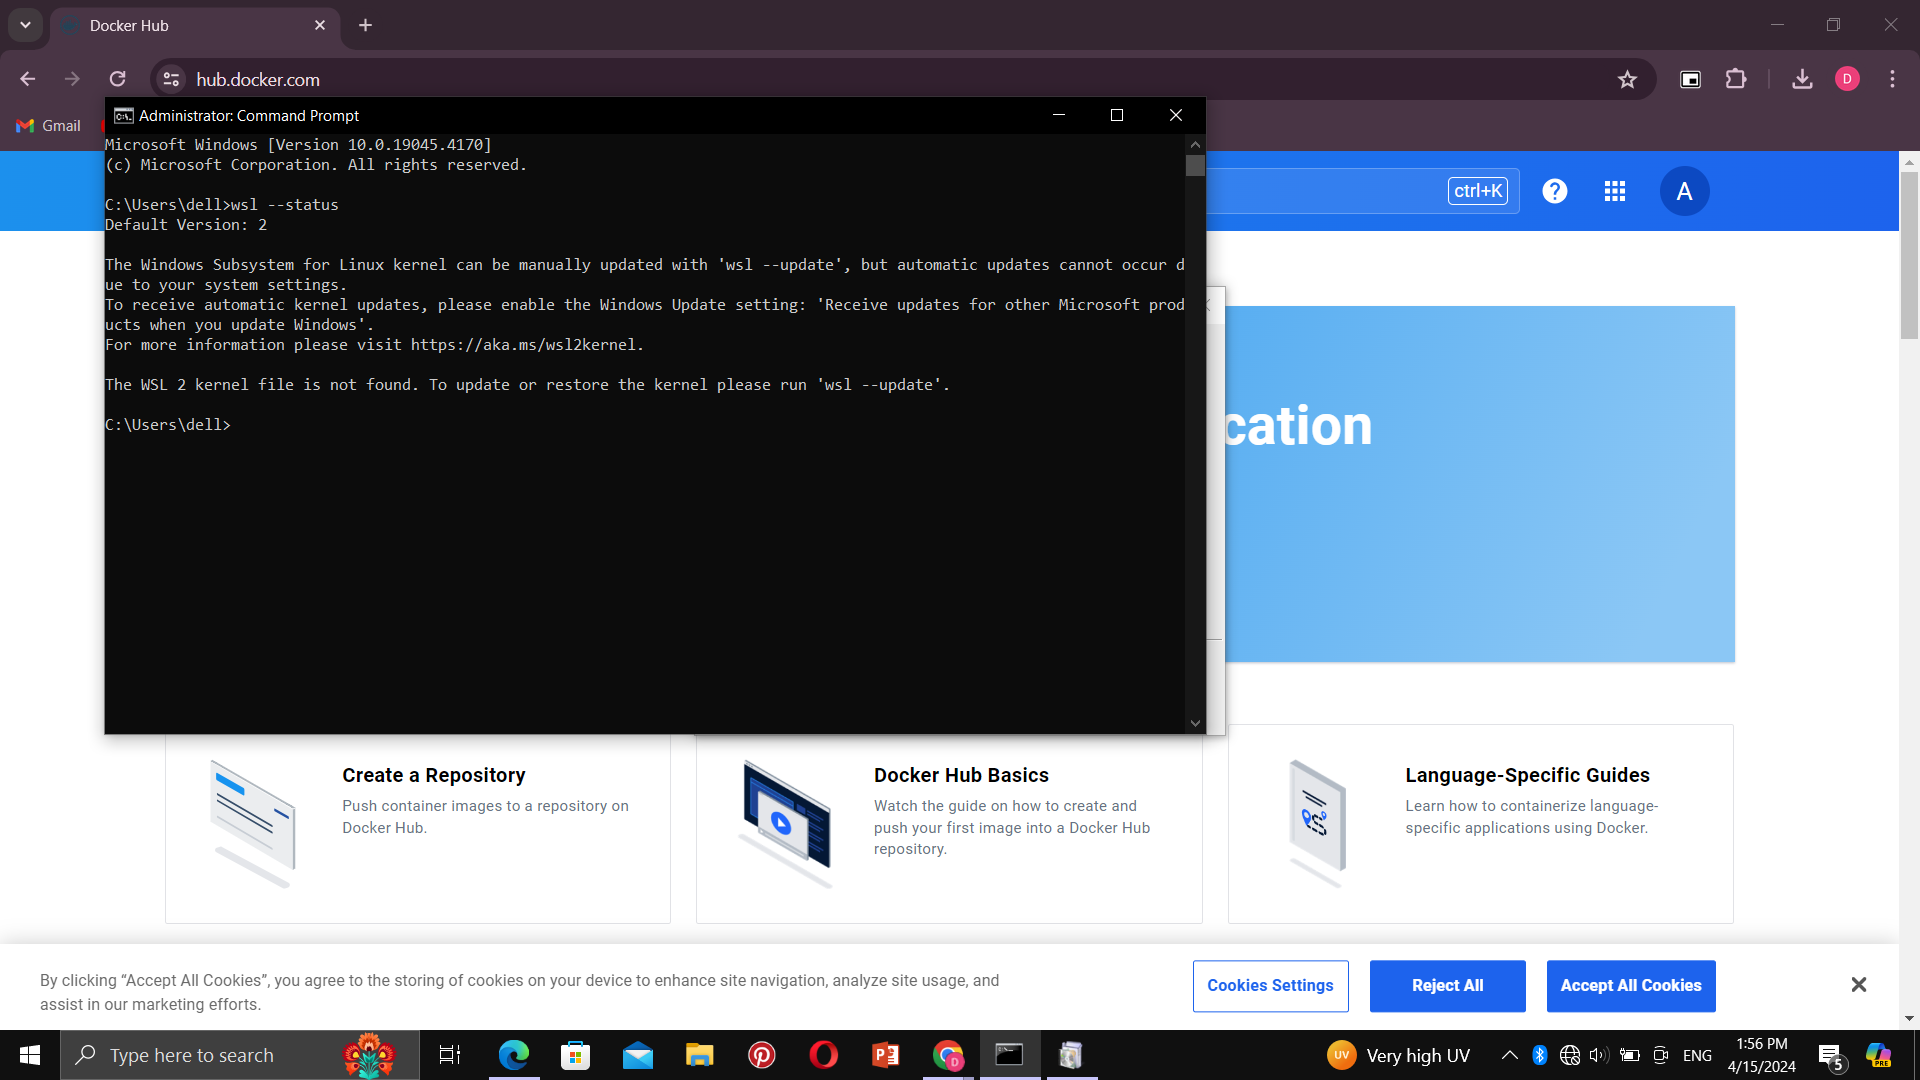 Docker Hub
hub.docker.com
Gmail
Administrator: Command Prompt
Microsoft Windows [Version 10.0.19045.4170]
(c) Microsoft Corporation. All rights reserved.
C:\Users\dell>wsl --status
Default Version: 2
The Windows Subsystem for Linux kernel can be manually updated with 'wsl --update', but automatic updates cannot occur d
ue to your system settings.
To receive automatic kernel updates, please enable the Windows Update setting: 'Receive updates for other Microsoft prod
ucts when you update Windows'.
For more information please visit https://aka.ms/wsl2kernel.
The WSL 2 kernel file is not found. To update or restore the kernel please run 'wsl --update'.
C:\Users\dell>
D
ctrl+K
?
A
cation
Create a Repository
Push container images to a repository on
Docker Hub.
Docker Hub Basics
Watch the guide on how to create and
push your first image into a Docker Hub
repository.
Language-Specific Guides
Learn how to containerize language-
specific applications using Docker.
By clicking “Accept All Cookies”, you agree to the storing of cookies on your device to enhance site navigation, analyze site usage, and
assist in our marketing efforts.
Cookies Settings
Reject All
Accept All Cookies
Type here to search
UV
Very high UV
ENG
1:56 PM
4/15/2024
5
PRE